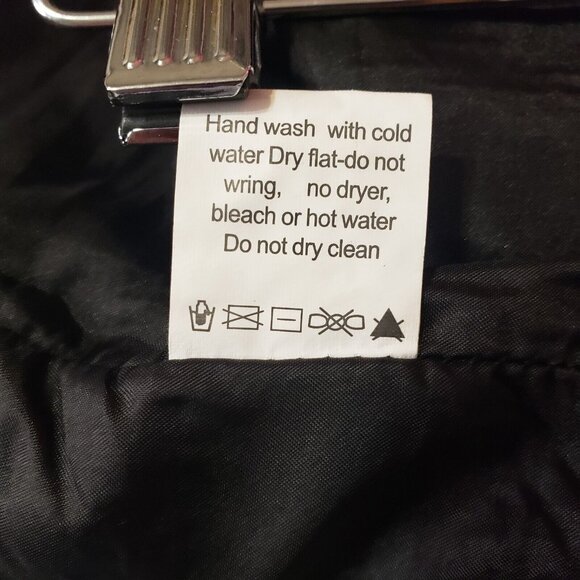 Hand wash with cold
water Dry flat-do not
wring, no dryer,
bleach or hot water
Do not dry clean